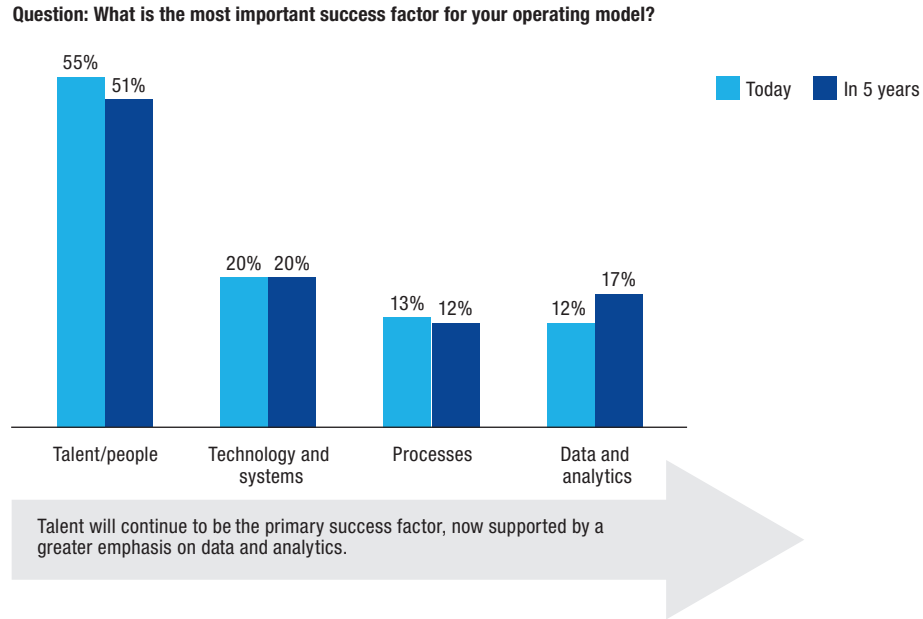 Question: What is the most important success factor for your operating model?
55%
51%
Today
In 5 years
20%
20%
13%
12%
12%
17%
Talent/people
Technology and
systems
Processes
Data and
analytics
Talent will continue to be the primary success factor, now supported by a
greater emphasis on data and analytics.